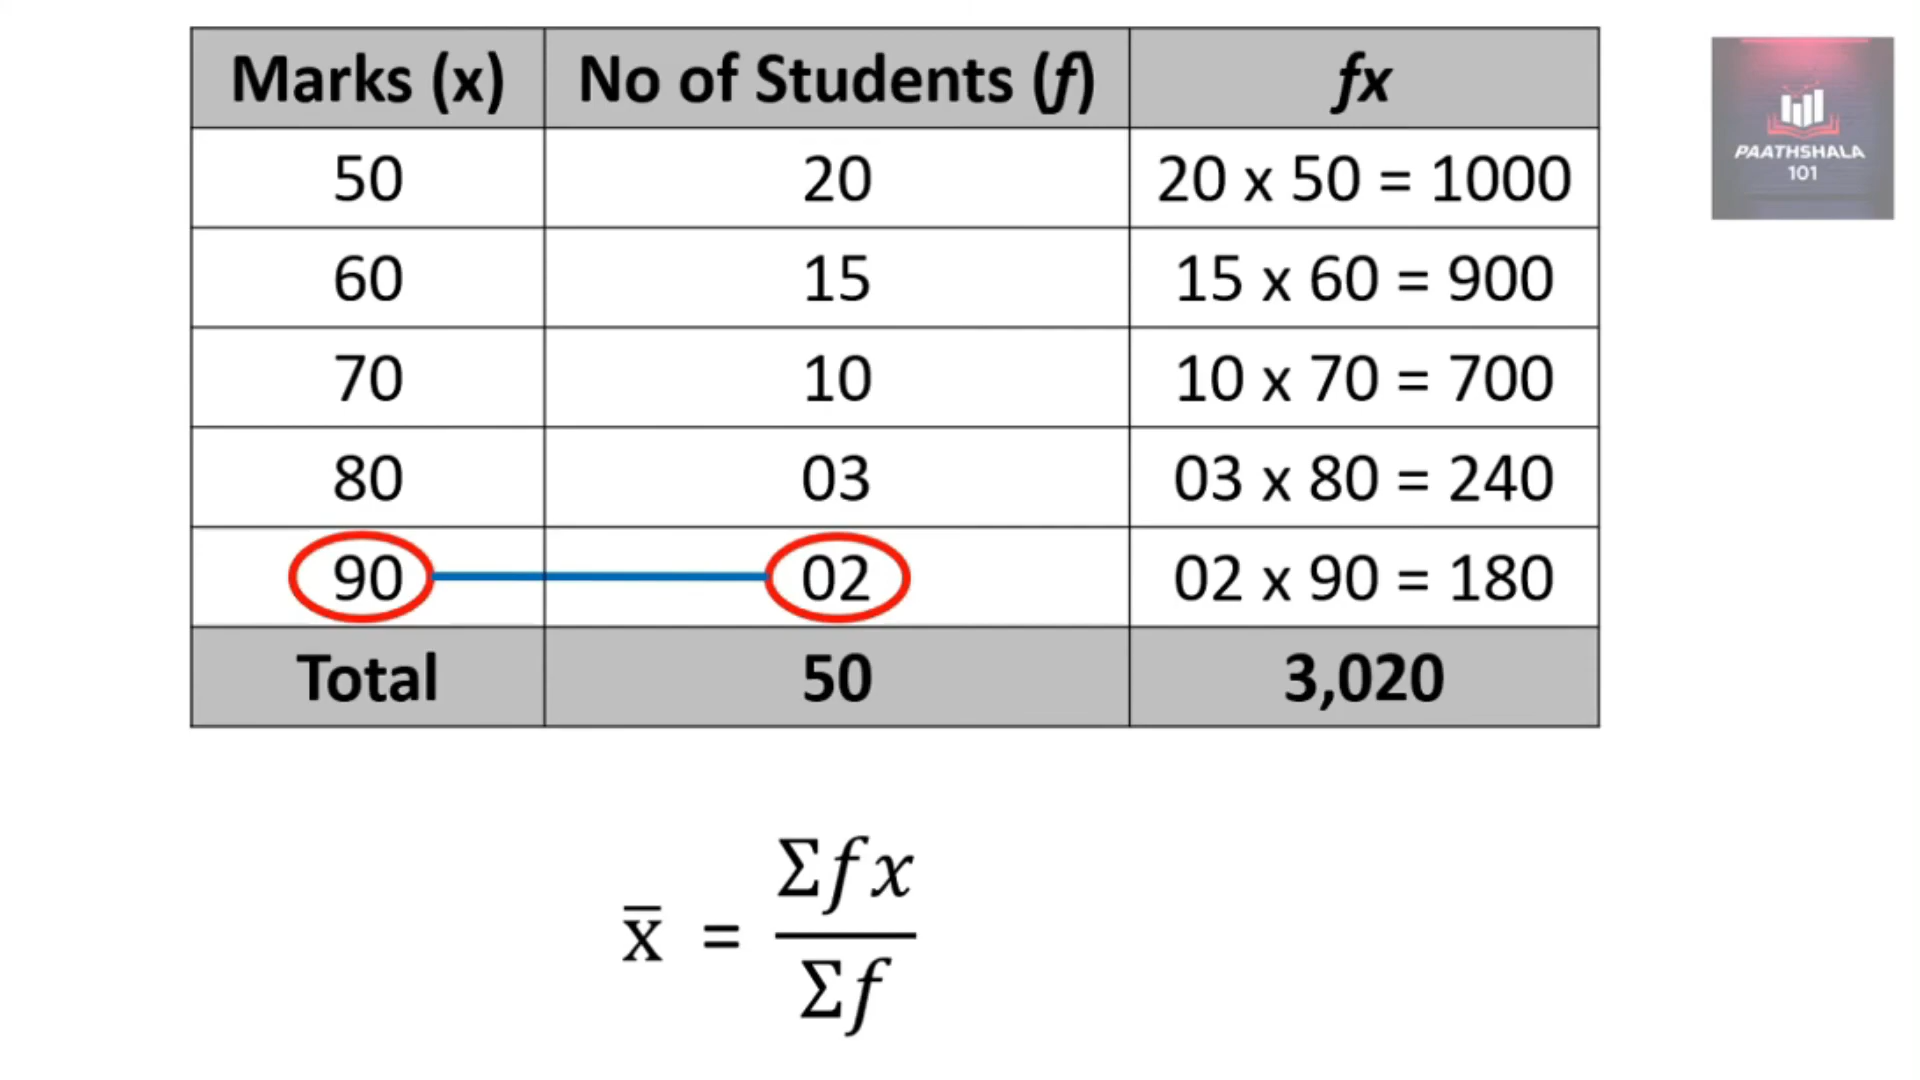 Marks (x) No of Students (f) fx
50 20 20 x 50 = 1000
60 15 15 x 60 = 900
70 10 10 x 70 = 700
80 03 03 x 80 = 240
90 02 02 x 90 = 180
Total 50 3,020
x̅ = Σfx / Σf
PAATHSHALA
101